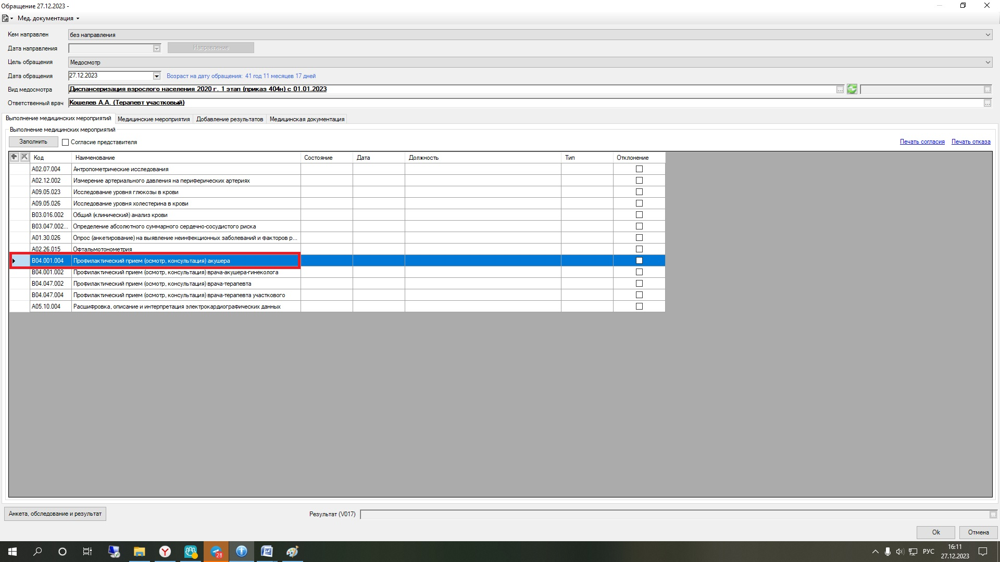 Обращение 27.12.2023 -
Мед. документация
Кем направлен без направления
Дата направления Направление
Цель обращения Медосмотр
Дата обращения 27.12.2023 Возраст на дату обращения: 41 год 11 месяцев 17 дней
Вид медосмотра Диспансеризация взрослого населения 2020 г. 1 этап (приказ 404н) с 01.01.2023 ...
Ответственный врач Кошелев А.А. (Терапевт участковый) ...
Выполнение медицинских мероприятий Медицинские мероприятия Добавление результатов Медицинская документация
Выполнение медицинских мероприятий
Заполнить Согласие представителя Печать согласия Печать отказа
Код Наименование Состояние Дата Должность Тип Отклонение
A02.07.004 Антропометрические исследования
A02.12.002 Измерение артериального давления на периферических артериях
A09.05.023 Исследование уровня глюкозы в крови
A09.05.026 Исследование уровня холестерина в крови
B03.016.002 Общий (клинический) анализ крови
B03.047.002... Определение абсолютного суммарного сердечно-сосудистого риска
A01.30.026 Опрос (анкетирование) на выявление неинфекционных заболеваний и факторов р...
A02.26.015 Офтальмотонометрия
B04.001.004 Профилактический прием (осмотр, консультация) акушера
B04.001.002 Профилактический прием (осмотр, консультация) врача-акушера-гинеколога
B04.047.002 Профилактический прием (осмотр, консультация) врача-терапевта
B04.047.004 Профилактический прием (осмотр, консультация) врача-терапевта участкового
A05.10.004 Расшифровка, описание и интерпретация электрокардиографических данных
Анкета, обследование и результат Результат (V017)
Ok Отмена
28 РУС 16:11
27.12.2023